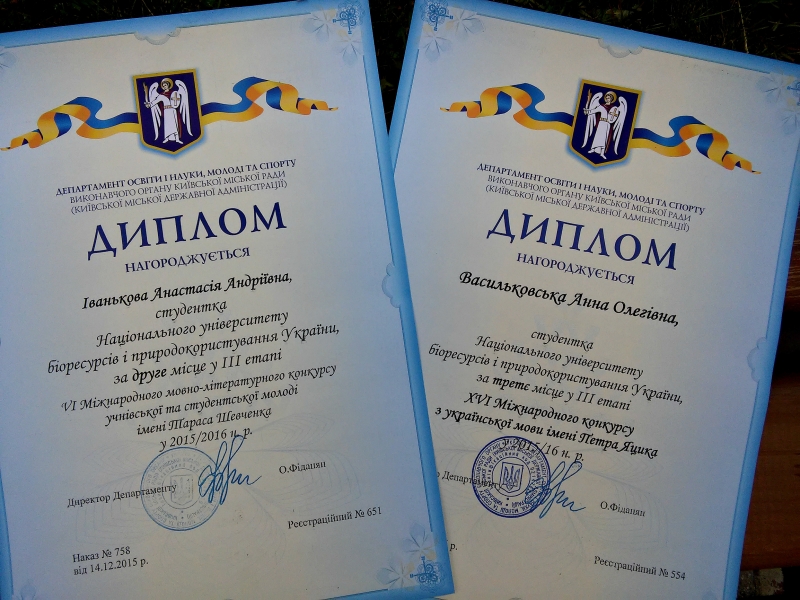 ДЕПАРТАМЕНТ ОСВІТИ І НАУКИ, МОЛОДІ ТА СПОРТУ
ВИКОНАВЧОГО ОРГАНУ КИЇВСЬКОЇ МІСЬКОЇ РАДИ
(КИЇВСЬКОЇ МІСЬКОЇ ДЕРЖАВНОЇ АДМІНІСТРАЦІЇ)
ДИПЛОМ
НАГОРОДЖУЄТЬСЯ
Іванькова Анастасія Андріївна,
студентка
Національного університету
біоресурсів і природокористування України,
за друге місце у ІІІ етапі
VI Міжнародного мовно-літературного конкурсу
учнівської та студентської молоді
імені Тараса Шевченка
у 2015/2016 н. р.
Директор Департаменту
О.Фіданян
Реєстраційний № 651
Наказ № 758
від 14.12.2015 р.
ДЕПАРТАМЕНТ ОСВІТИ І НАУКИ, МОЛОДІ ТА СПОРТУ
ВИКОНАВЧОГО ОРГАНУ КИЇВСЬКОЇ МІСЬКОЇ РАДИ
(КИЇВСЬКОЇ МІСЬКОЇ ДЕРЖАВНОЇ АДМІНІСТРАЦІЇ)
ДИПЛОМ
НАГОРОДЖУЄТЬСЯ
Васильковська Анна Олегівна,
студентка
Національного університету
біоресурсів і природокористування України,
за третє місце у ІІІ етапі
XVI Міжнародного конкурсу
з української мови імені Петра Яцика
2015/16 н. р.
р Департаменту
О.Фіданян
р.
Реєстраційний № 554